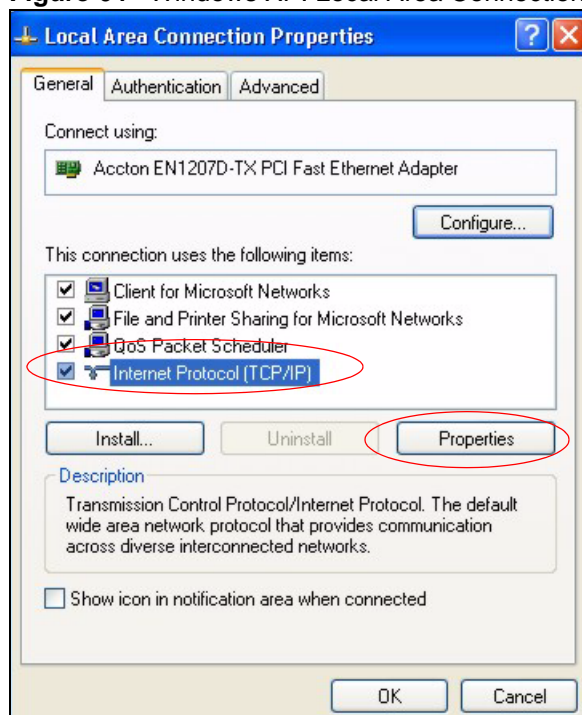 Local Area Connection Properties
General Authentication Advanced
Connect using:
Accton EN1207D-TX PCI Fast Ethernet Adapter
Configure...
This connection uses the following items:
Client for Microsoft Networks
File and Printer Sharing for Microsoft Networks
QoS Packet Scheduler
Internet Protocol (TCP/IP)
Install... Uninstall Properties
Description
Transmission Control Protocol/Internet Protocol. The default
wide area network protocol that provides communication
across diverse interconnected networks.
Show icon in notification area when connected
OK Cancel